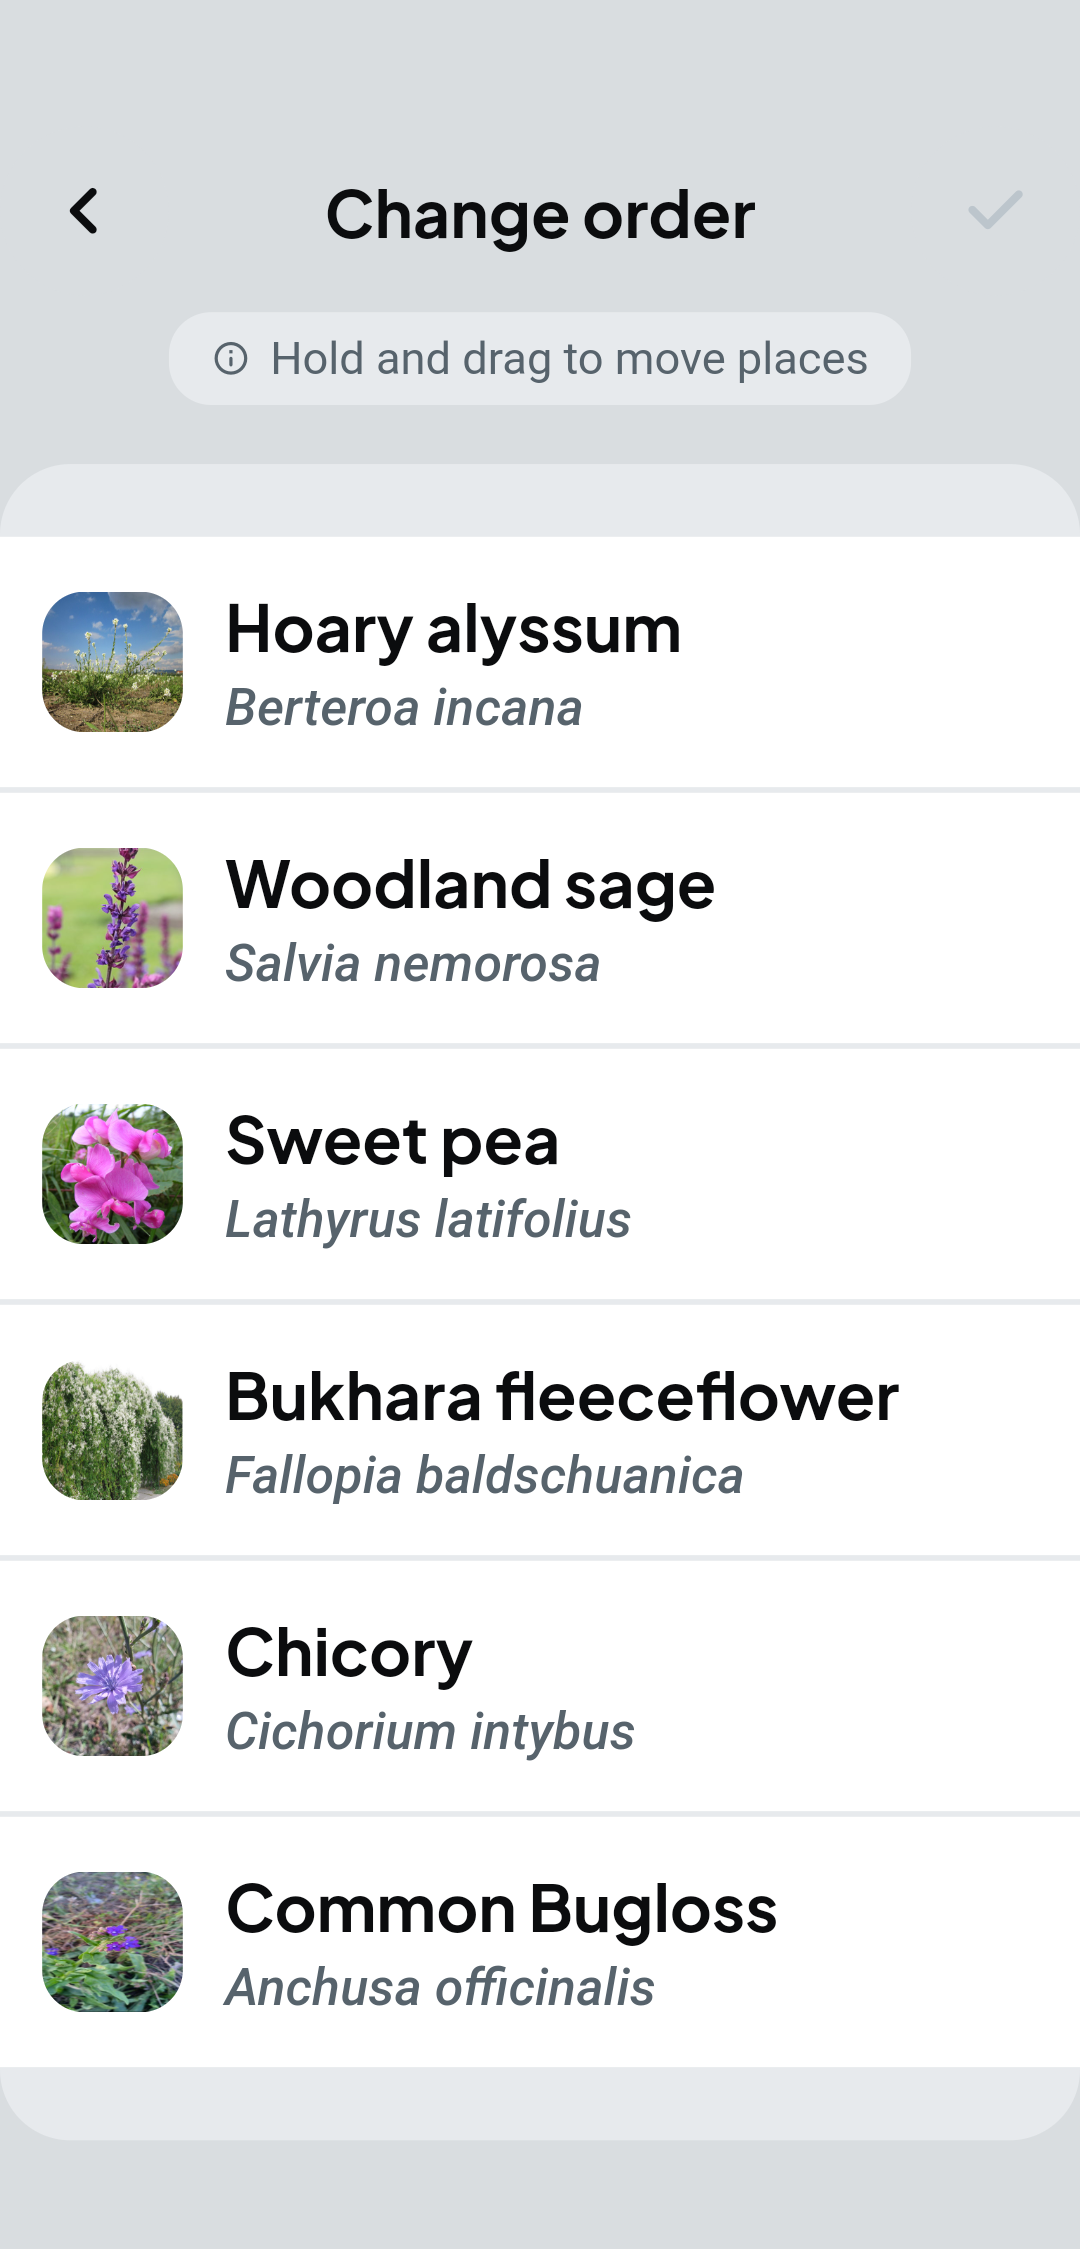 Change order
Hold and drag to move places
Hoary alyssum
Berteroa incana
Woodland sage
Salvia nemorosa
Sweet pea
Lathyrus latifolius
Bukhara fleeceflower
Fallopia baldschuanica
Chicory
Cichorium intybus
Common Bugloss
Anchusa officinalis